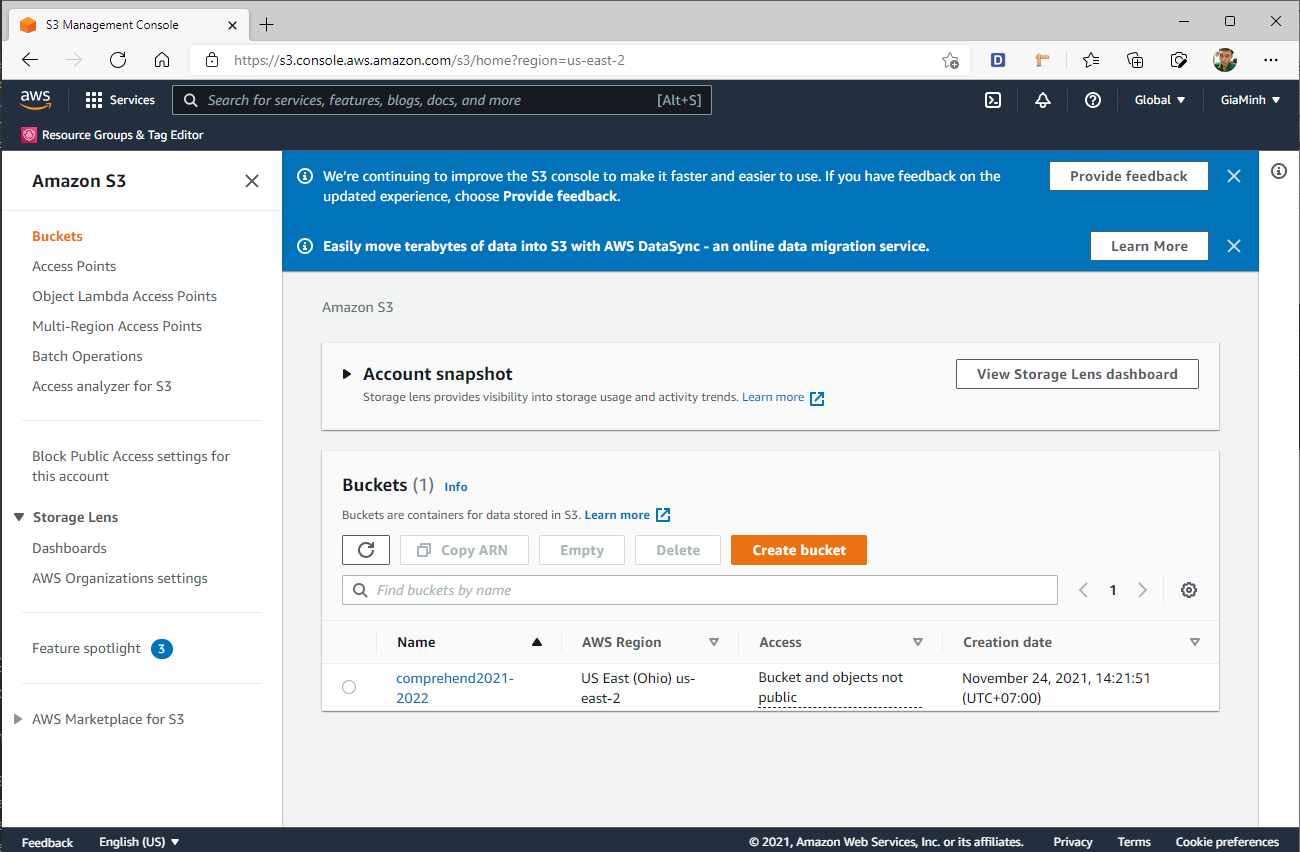 S3 Management Console
https://s3.console.aws.amazon.com/s3/home?region=us-east-2
D
aws
Services
Search for services, features, blogs, docs, and more [Alt+S]
Global
GiaMinh
Resource Groups & Tag Editor
Amazon S3
Buckets
Access Points
Object Lambda Access Points
Multi-Region Access Points
Batch Operations
Access analyzer for S3
Block Public Access settings for
this account
Storage Lens
Dashboards
AWS Organizations settings
Feature spotlight 3
AWS Marketplace for S3
We're continuing to improve the S3 console to make it faster and easier to use. If you have feedback on the
updated experience, choose Provide feedback.
Provide feedback
Easily move terabytes of data into S3 with AWS DataSync - an online data migration service.
Learn More
Amazon S3
Account snapshot
Storage lens provides visibility into storage usage and activity trends. Learn more
View Storage Lens dashboard
Buckets (1) Info
Buckets are containers for data stored in S3. Learn more
Copy ARN
Empty
Delete
Create bucket
Find buckets by name
1
Name AWS Region Access Creation date
comprehend2021-
2022
US East (Ohio) us-
east-2
Bucket and objects not
public
November 24, 2021, 14:21:51
(UTC+07:00)
Feedback
English (US)
© 2021, Amazon Web Services, Inc. or its affiliates.
Privacy
Terms
Cookie preferences